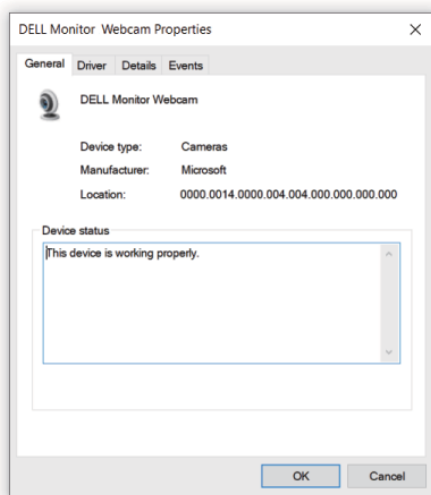 DELL Monitor Webcam Properties
General Driver Details Events
DELL Monitor Webcam
Device type: Cameras
Manufacturer: Microsoft
Location: 0000.0014.0000.004.004.000.000.000.000
Device status
This device is working properly.
OK Cancel